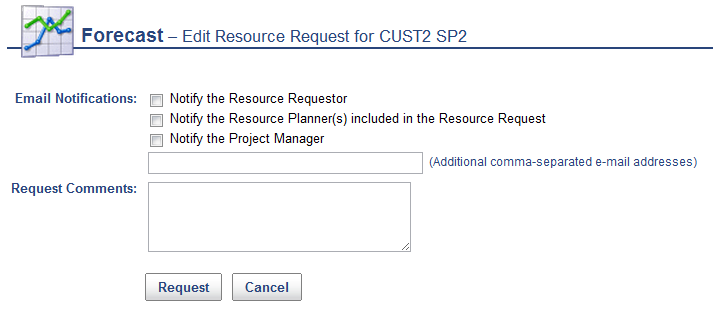 Forecast – Edit Resource Request for CUST2 SP2
Email Notifications: Notify the Resource Requestor
Notify the Resource Planner(s) included in the Resource Request
Notify the Project Manager
(Additional comma-separated e-mail addresses)
Request Comments:
Request Cancel